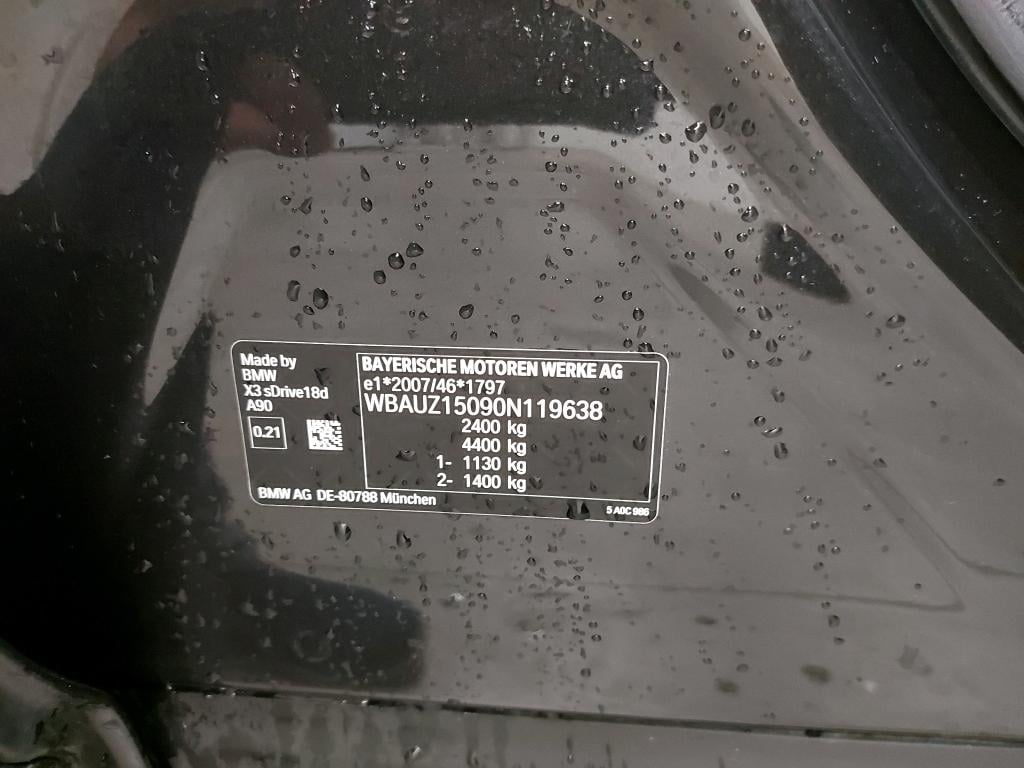 Made by
BMW
X3 sDrive18d
A90
0.21
BAYERISCHE MOTOREN WERKE AG
e1*2007/46*1797
WBAUZ15090N119638
2400 kg
4400 kg
1- 1130 kg
2- 1400 kg
BMW AG DE-80788 München
5 A0C 986